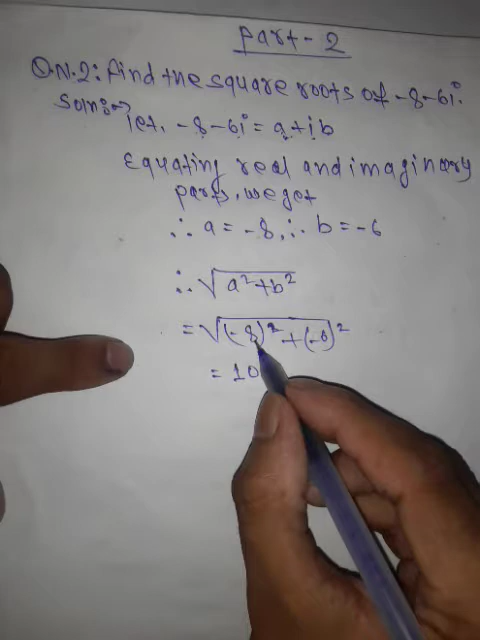 Part-2
Q.N.2: Find the square roots of -8-6i.
Soln:→
let, -8-6i = a+ib
Equating real and imaginary
parts, we get
∴ a = -8, ∴ b = -6
∴ √a²+b²
= √(-8)²+(-6)²
= 10